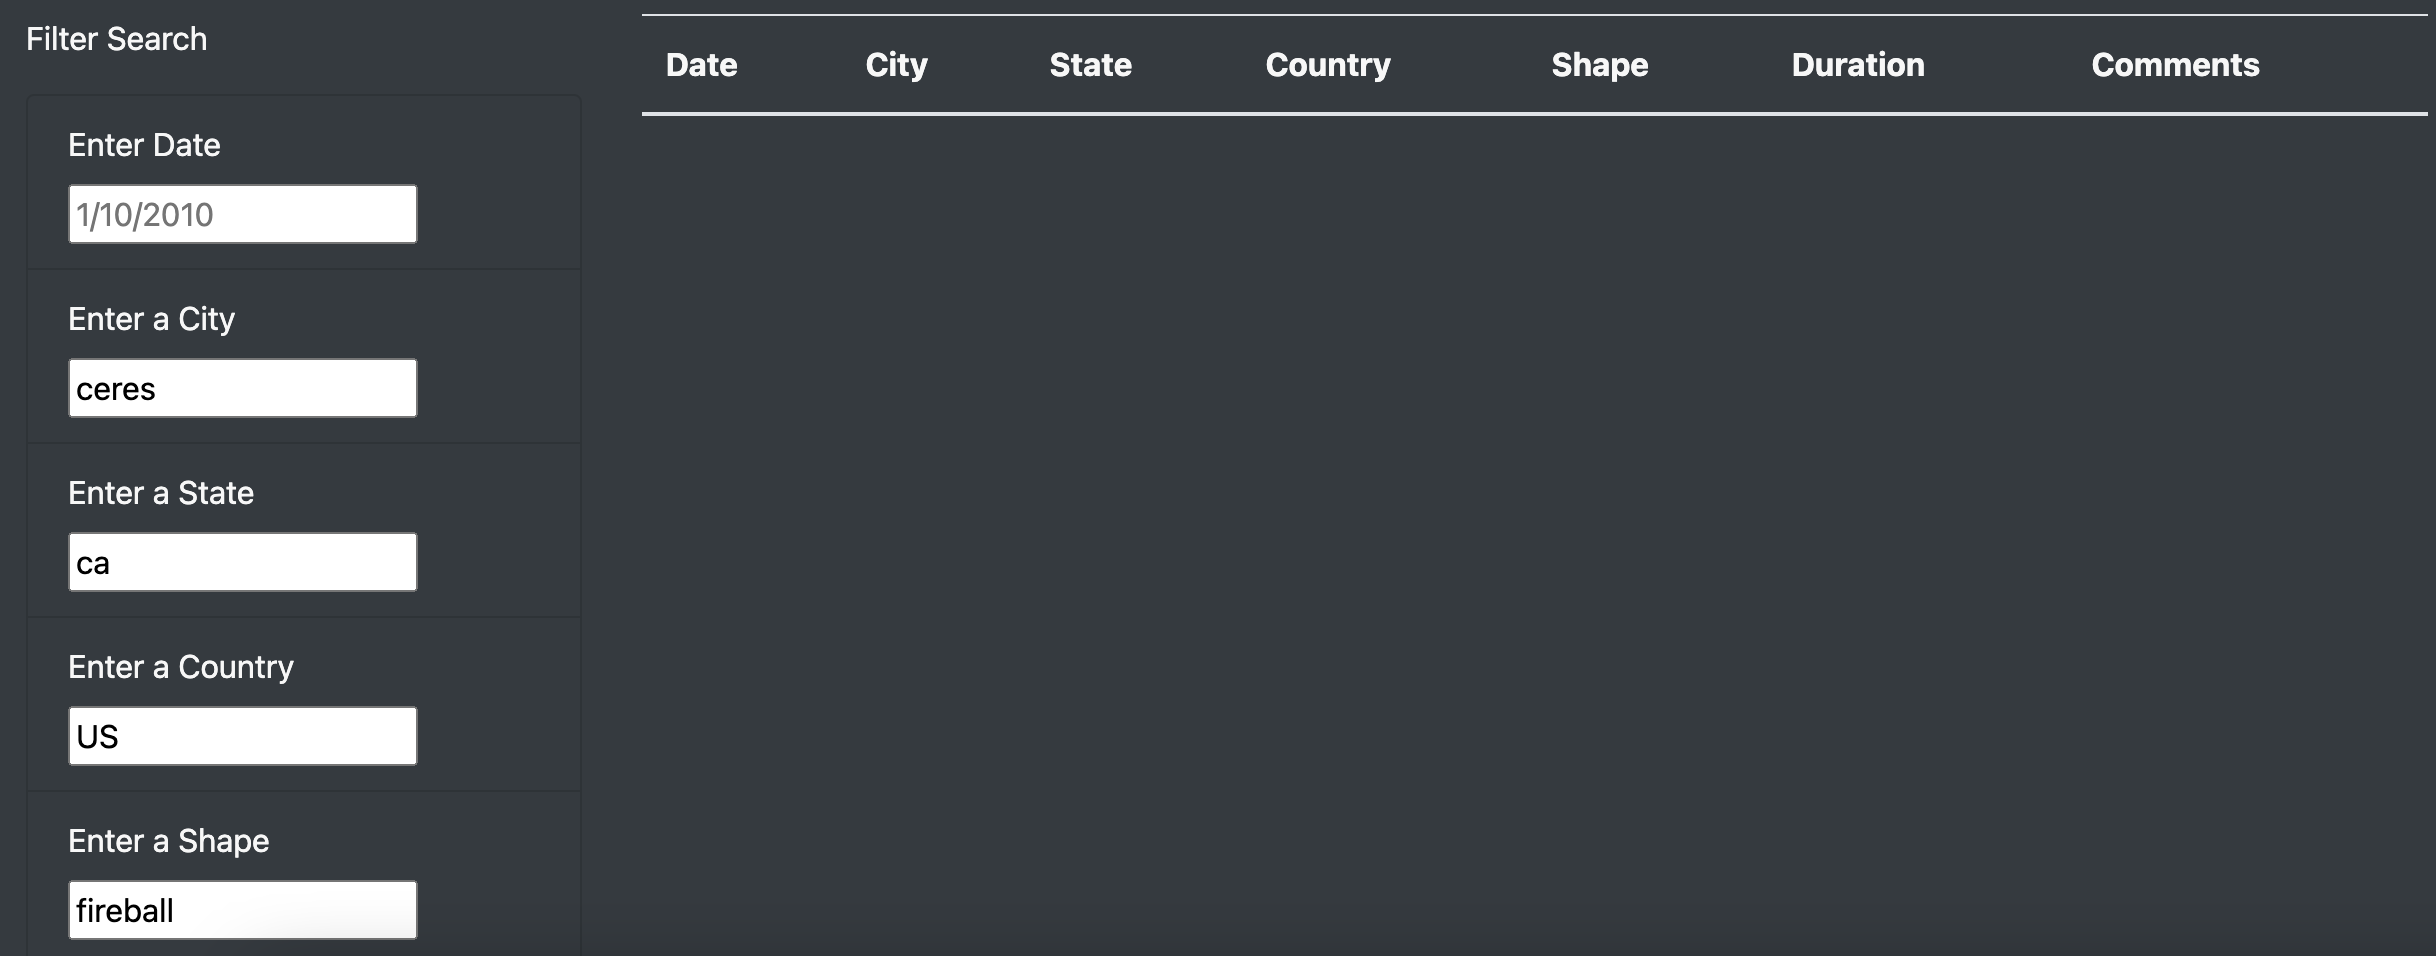 Filter Search
Enter Date
1/10/2010
Enter a City
ceres
Enter a State
ca
Enter a Country
US
Enter a Shape
fireball
Date City State Country Shape Duration Comments